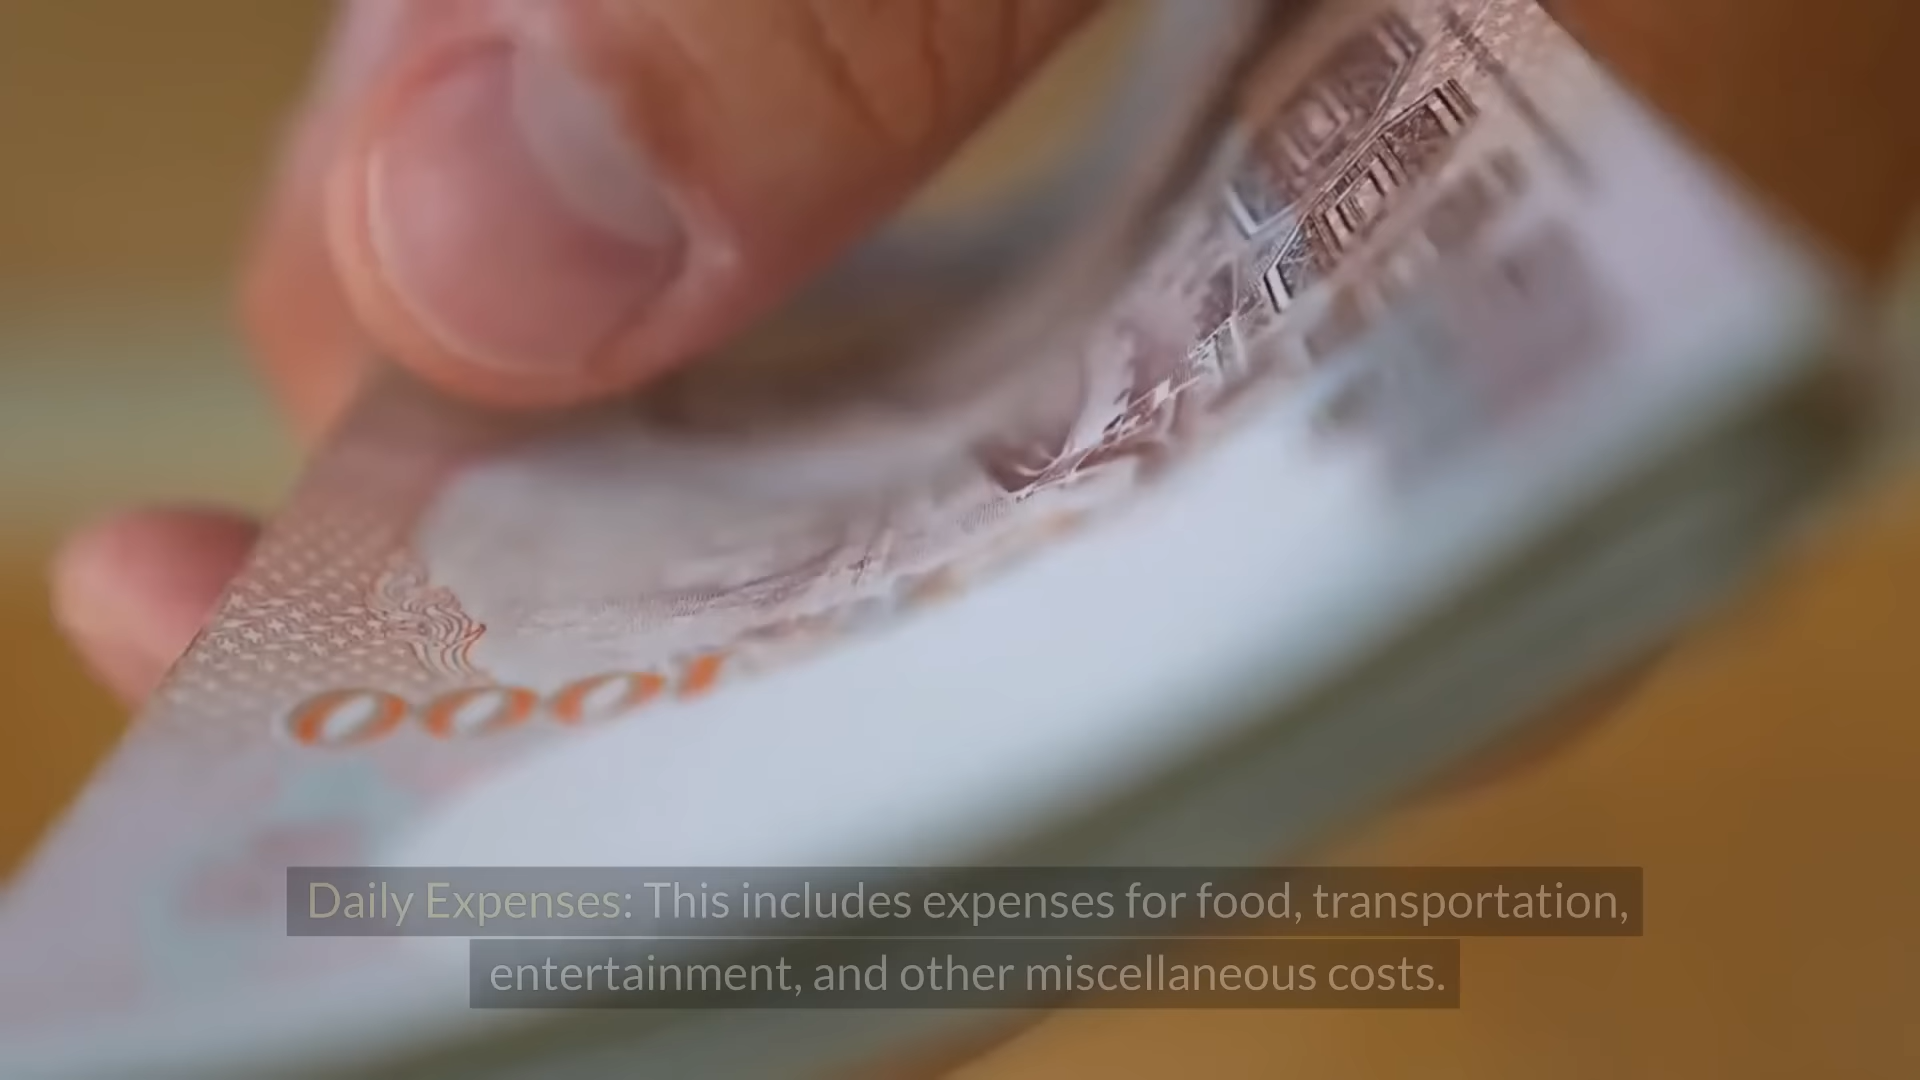 1000
Daily Expenses: This includes expenses for food, transportation,
entertainment, and other miscellaneous costs.